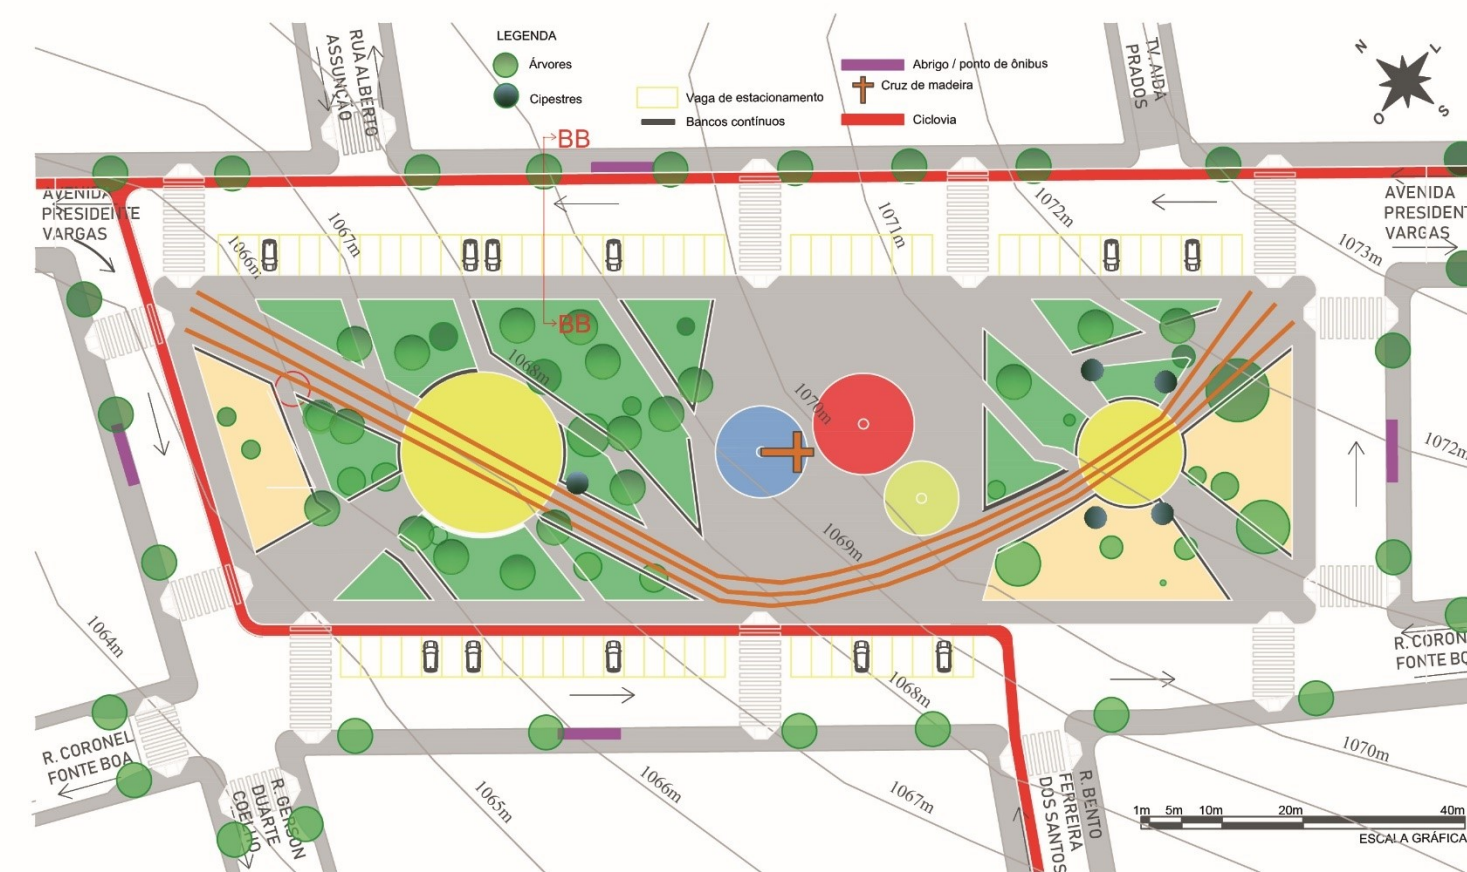 LEGENDA
Árvores
Cipestres
Vaga de estacionamento
Bancos contínuos
Abrigo / ponto de ônibus
Cruz de madeira
Ciclovia
RUA ALBERTO
ASSUNÇÃO
TV. AIDA
PRADOS
N
L
O
S
BB
BB
AVENIDA
PRESIDENTE
VARGAS
AVENIDA
PRESIDENT
VARGAS
1066m
1067m
1068m
1070m
1071m
1072m
1073m
1072m
1069m
1064m
1065m
1066m
1067m
1068m
1070m
R. CORONEL
FONTE BOA
R. GERSON
DUARTE
COELHO
R. BENTO
FERREIRA
DOS SANTOS
R. CORON
FONTE BO
1m 5m 10m 20m 40m
ESCALA GRÁFICA